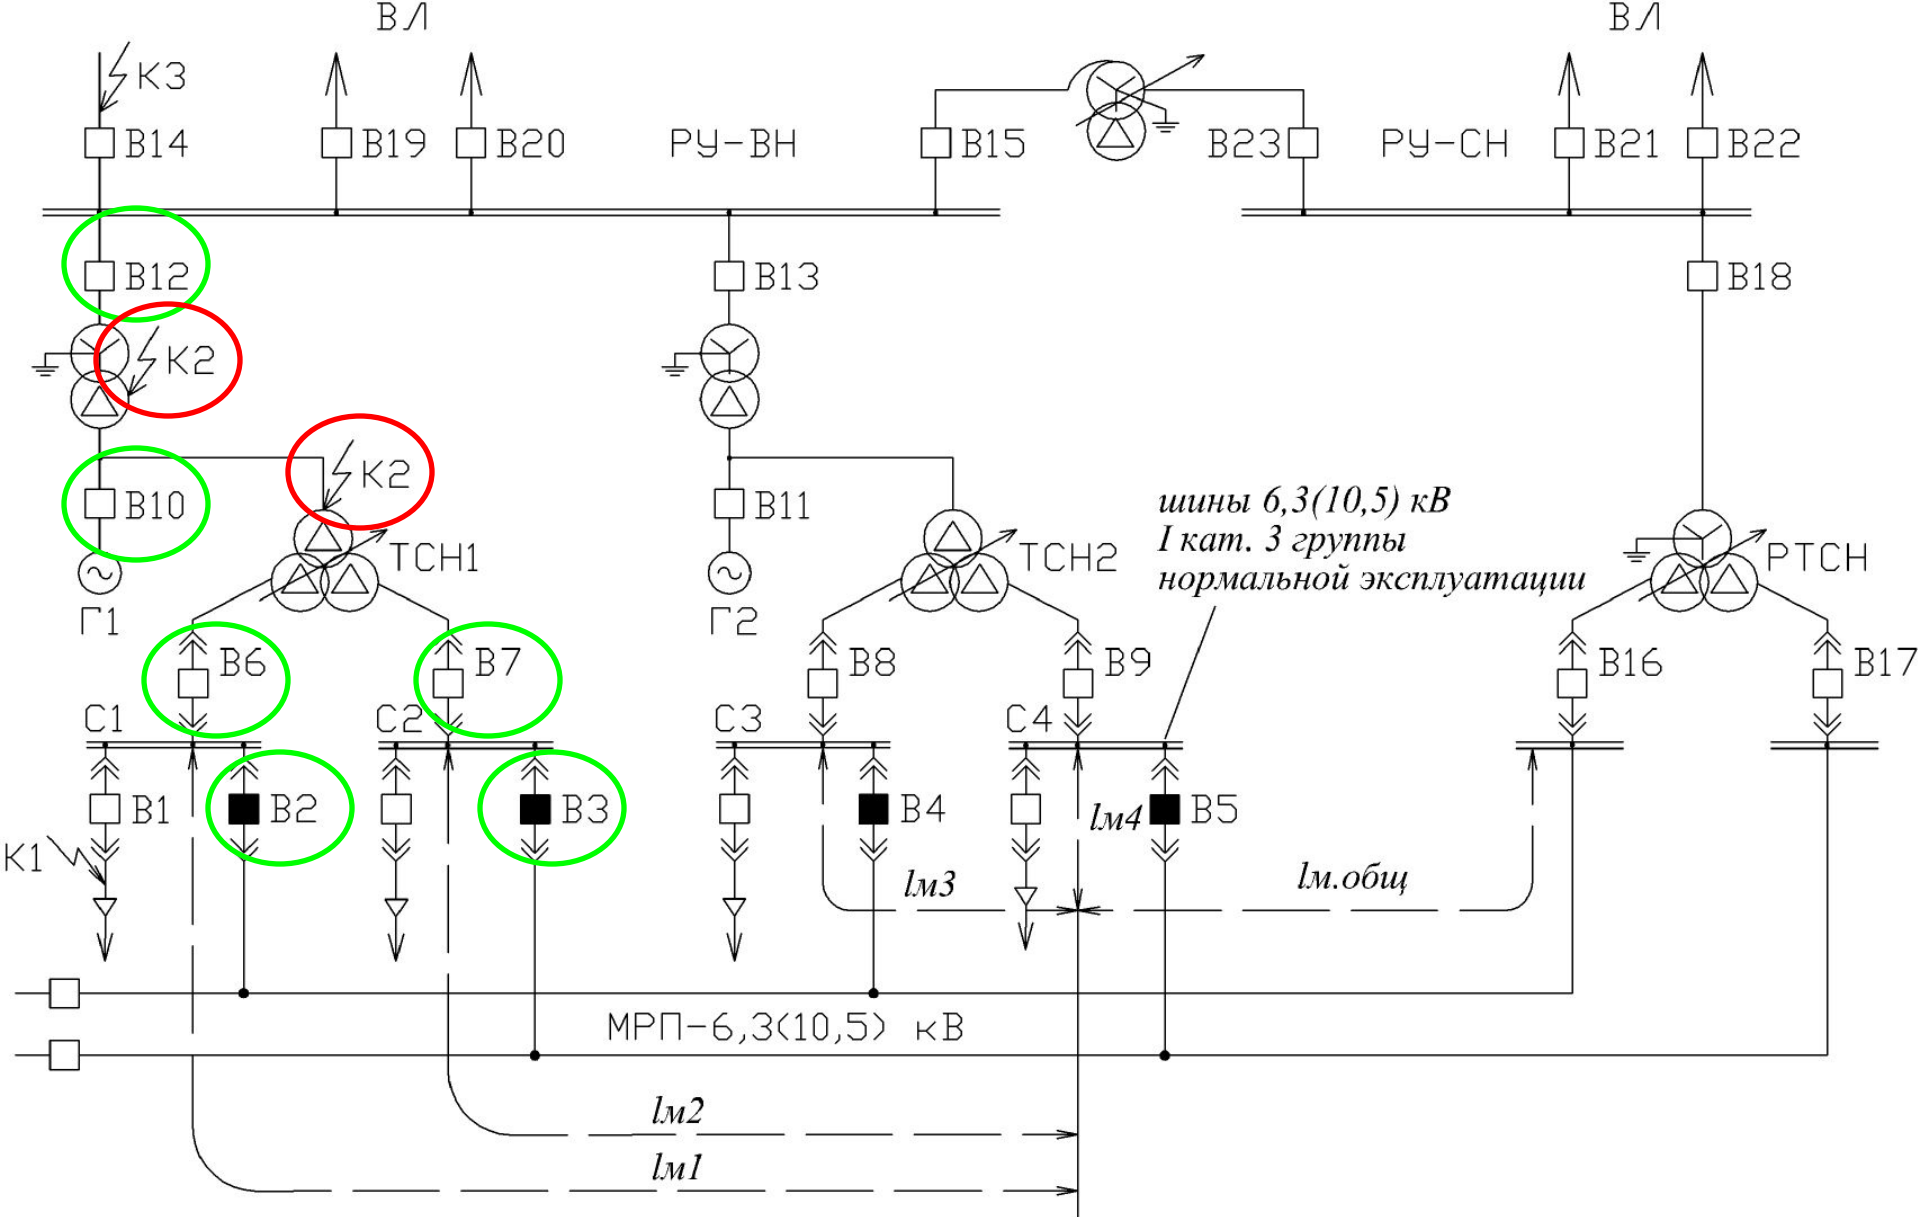 ВЛ
ВЛ
К3
В14
В19
В20
РУ-ВН
В15
В23
РУ-СН
В21
В22
В12
В13
В18
К2
К2
В10
В11
шины 6,3(10,5) кВ
I кат. 3 группы
нормальной эксплуатации
ТСН1
ТСН2
РТСН
Г1
Г2
В6
В7
В8
В9
В16
В17
С1
С2
С3
С4
В1
В2
В3
В4
lм4
В5
К1
lм3
lм.общ
МРП-6,3(10,5) кВ
lм2
lм1